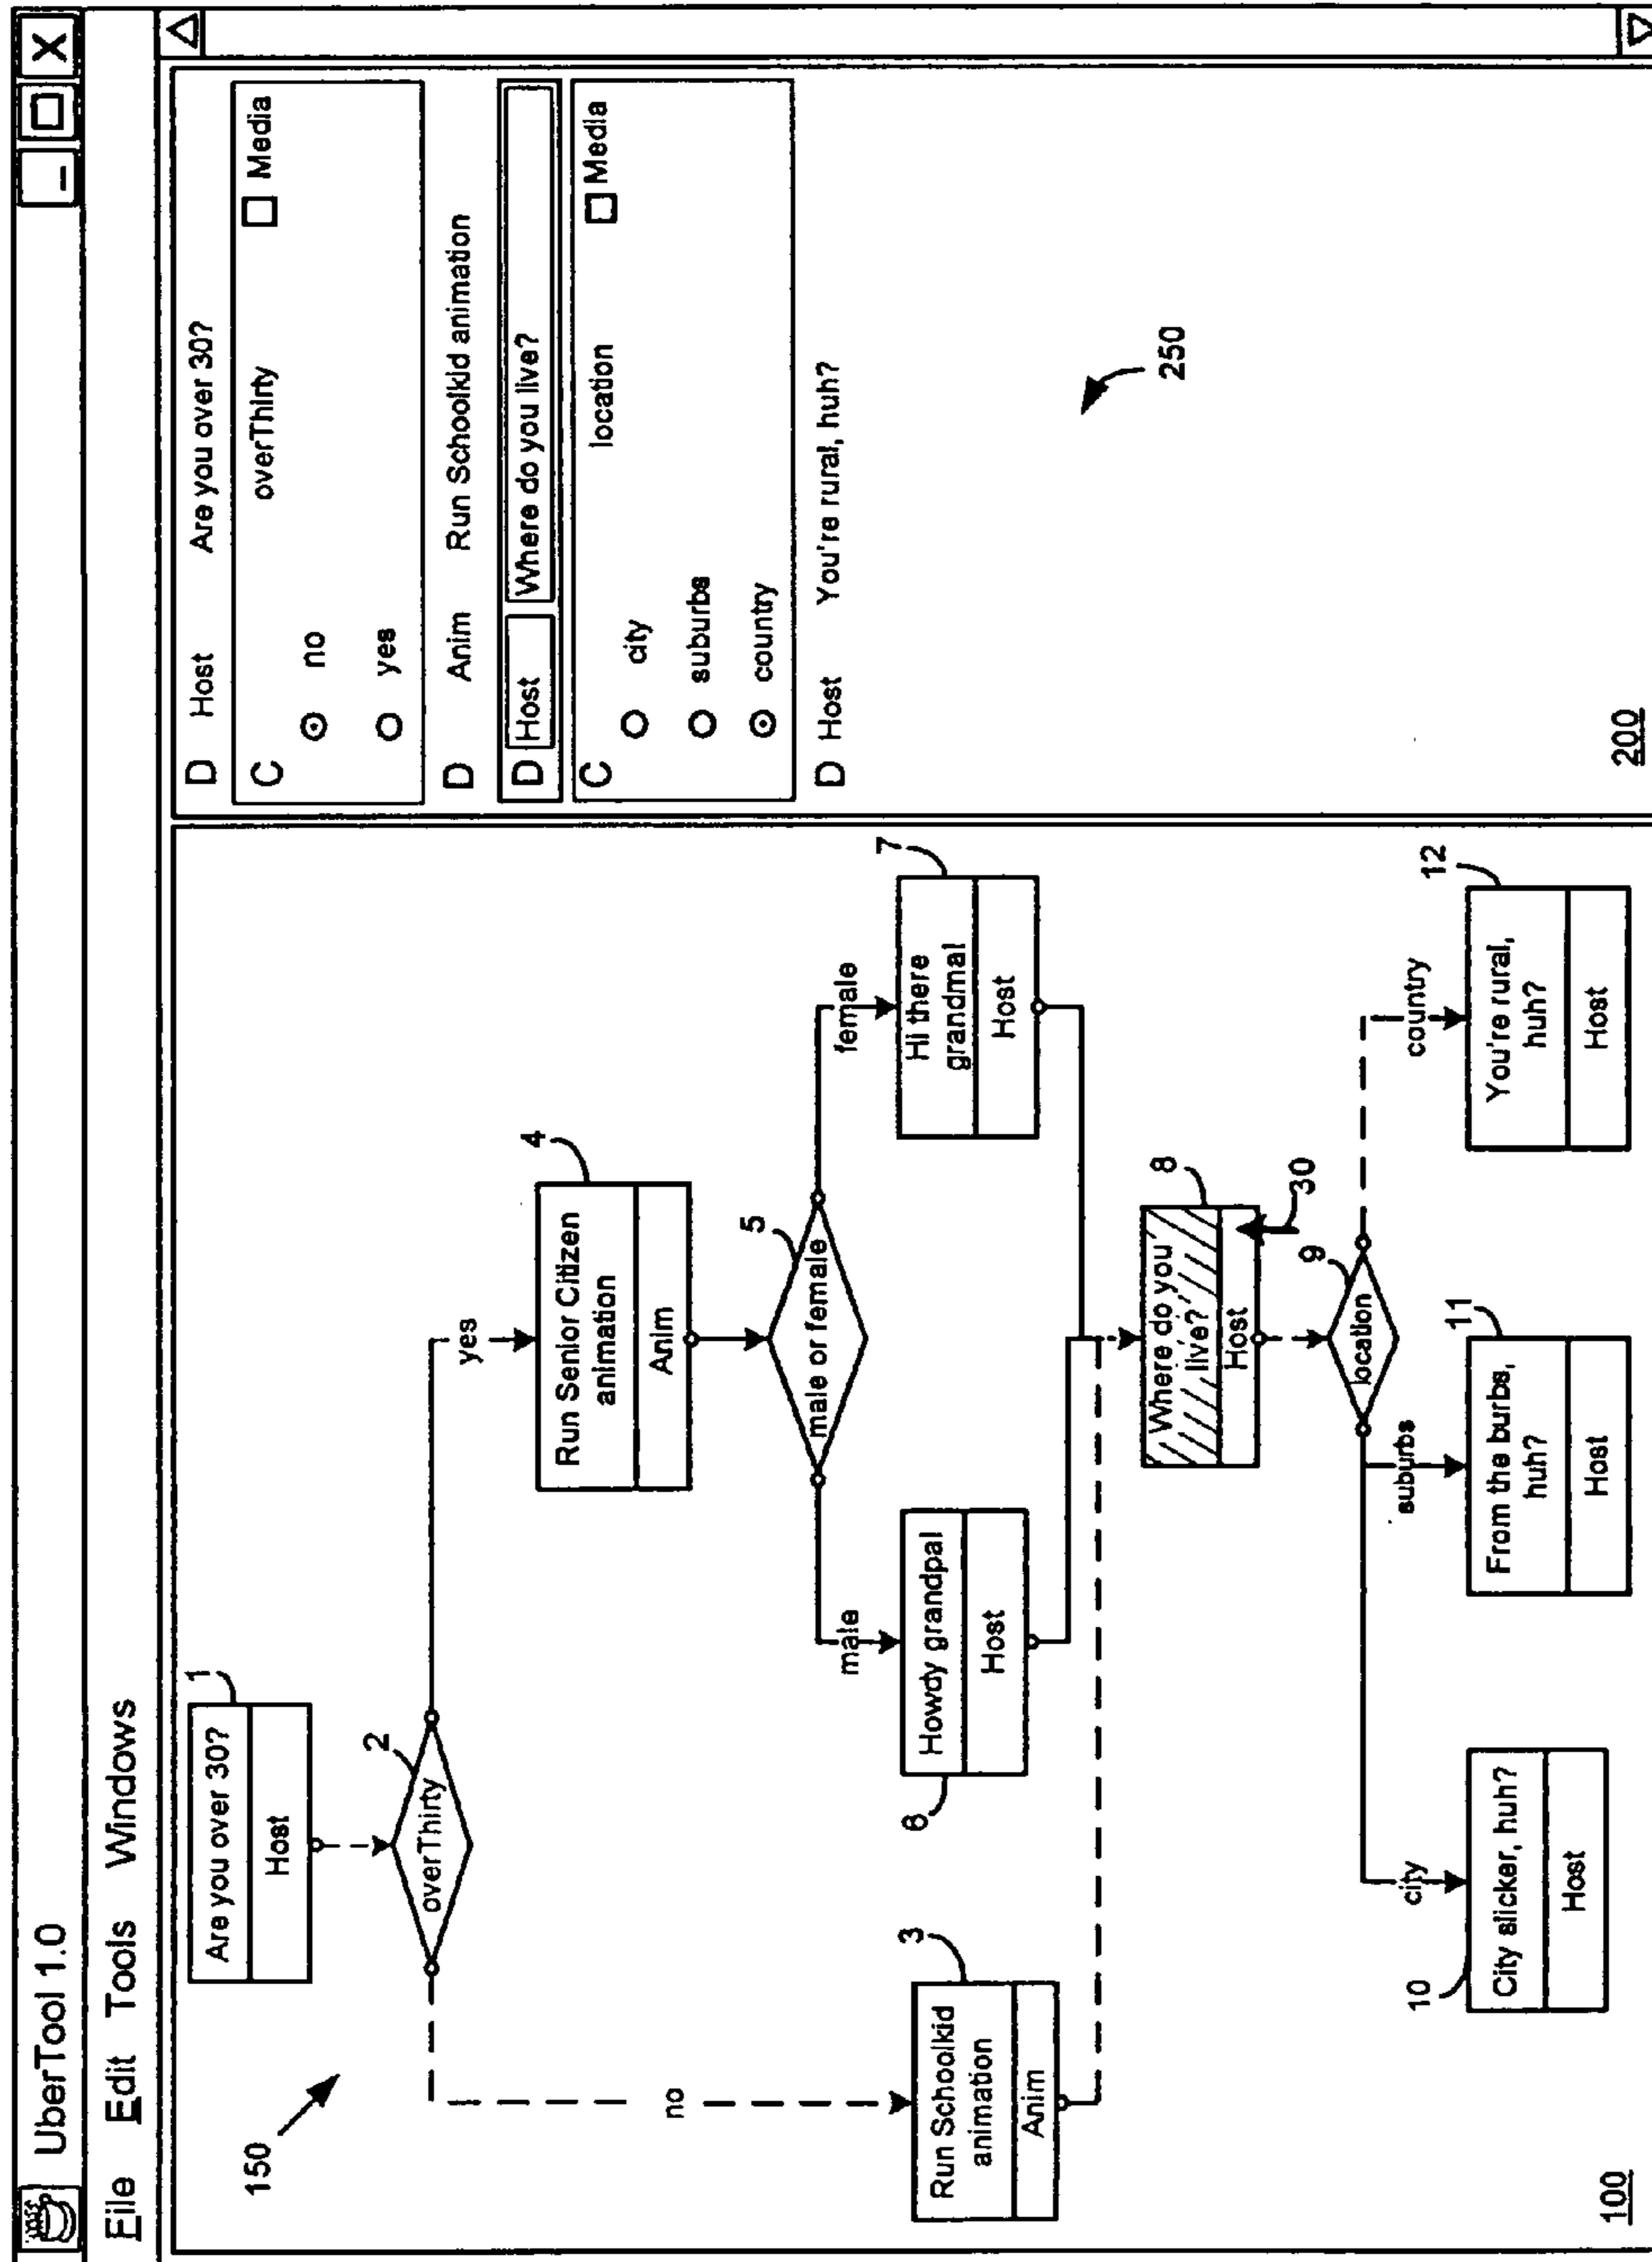 UberTool 1.0
_ X
File Edit Tools Windows
150
Are you over 30?
Host
1
overThirty
2
no
yes
Run Schoolkid
animation
Anim
3
Run Senior Citizen
animation
Anim
4
male or female
5
male
female
Howdy grandpal
Host
6
Hi there
grandmal
Host
7
Where do you
live?
Host
8
30
location
9
city
suburbs
country
City slicker, huh?
Host
10
From the burbs,
huh?
Host
11
You're rural,
huh?
Host
12
100
D Host Are you over 30?
C overThirty Media
no
yes
D Anim Run Schoolkid animation
D Host Where do you live?
C location Media
city
suburbs
country
D Host You're rural, huh?
250
200